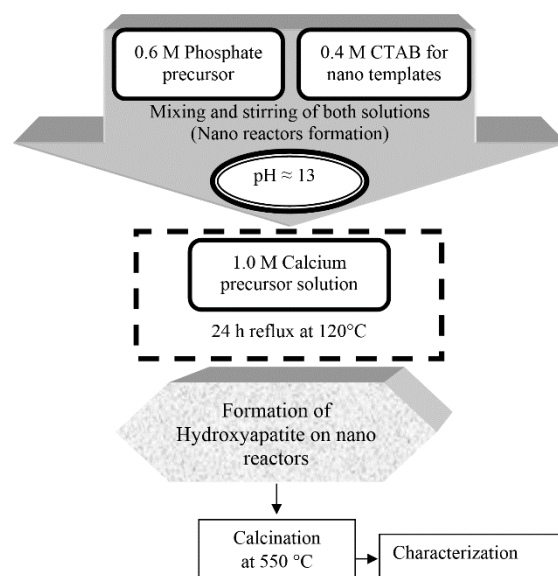 0.6 M Phosphate
precursor
0.4 M CTAB for
nano templates
Mixing and stirring of both solutions
(Nano reactors formation)
pH ≈ 13
1.0 M Calcium
precursor solution
24 h reflux at 120°C
Formation of
Hydroxyapatite on nano
reactors
Calcination
at 550 °C
Characterization